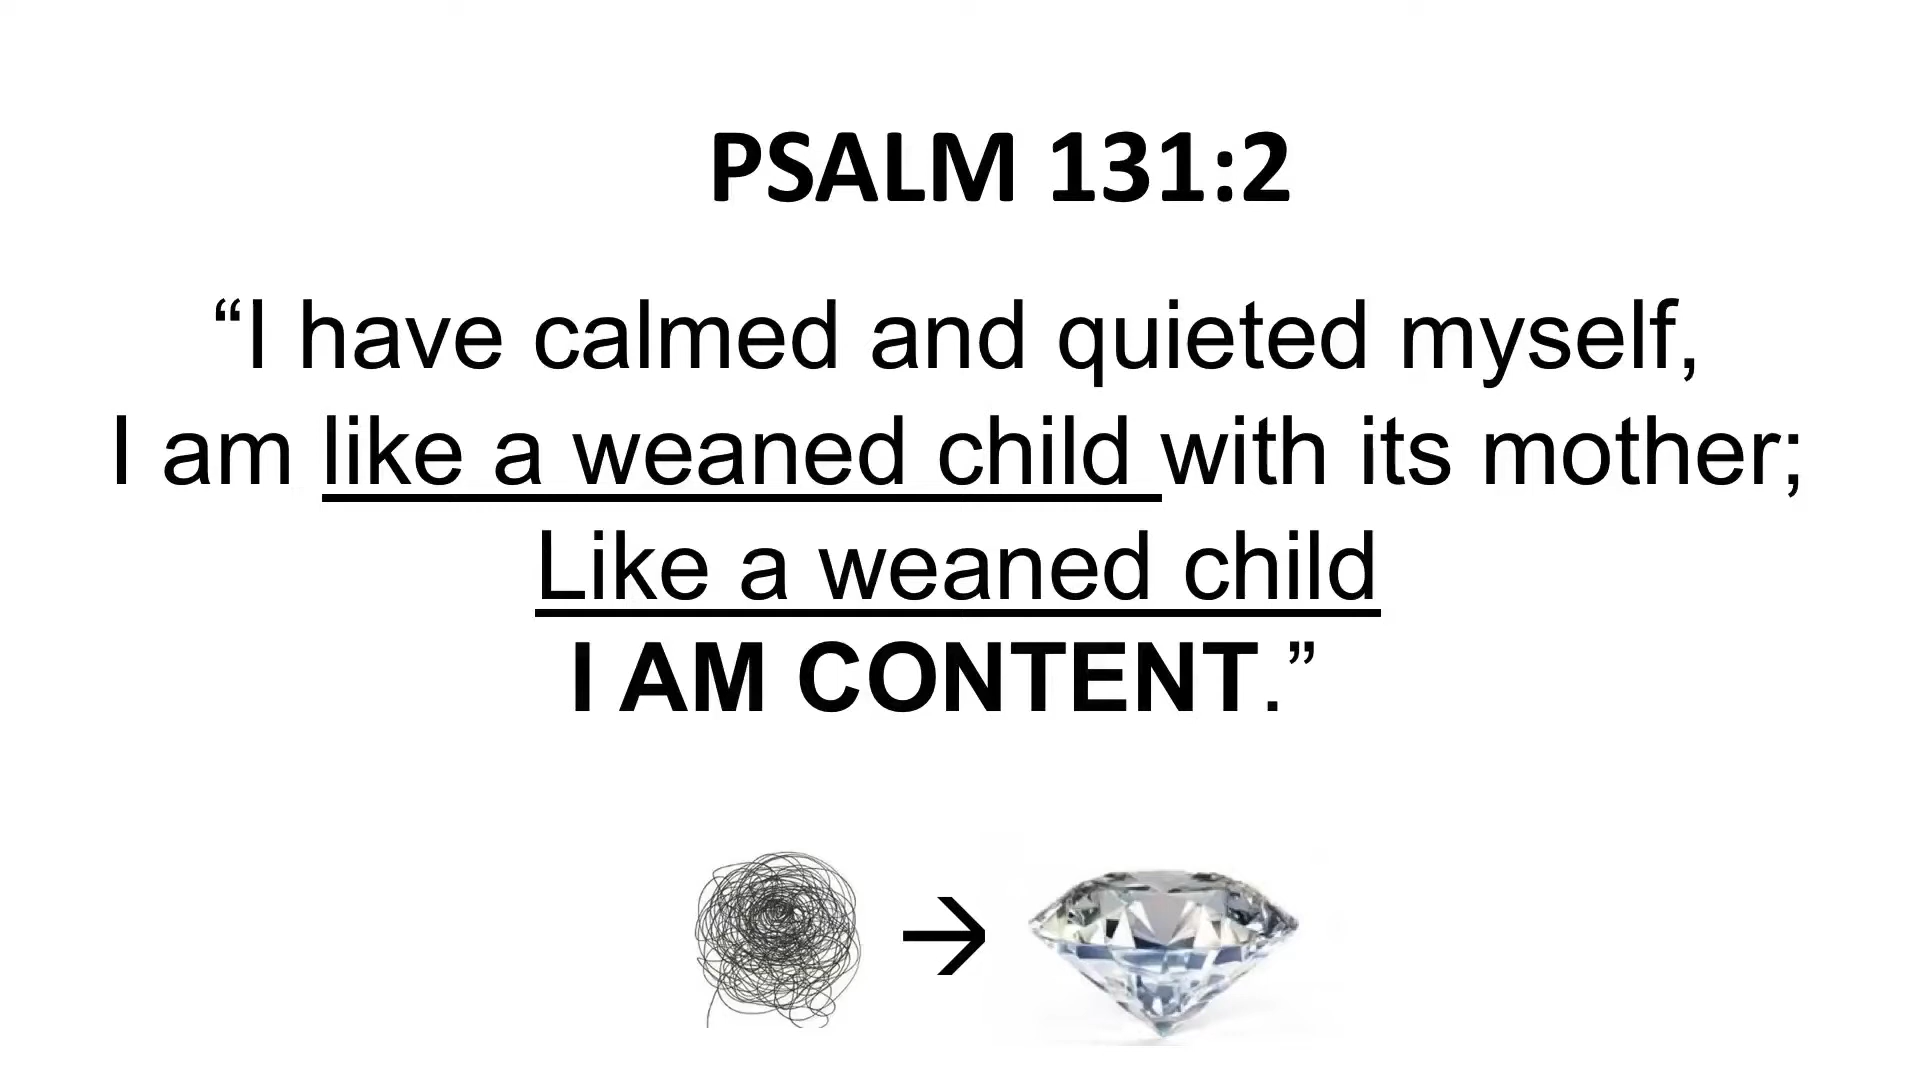 PSALM 131:2
“I have calmed and quieted myself,
I am like a weaned child with its mother;
Like a weaned child
I AM CONTENT.”